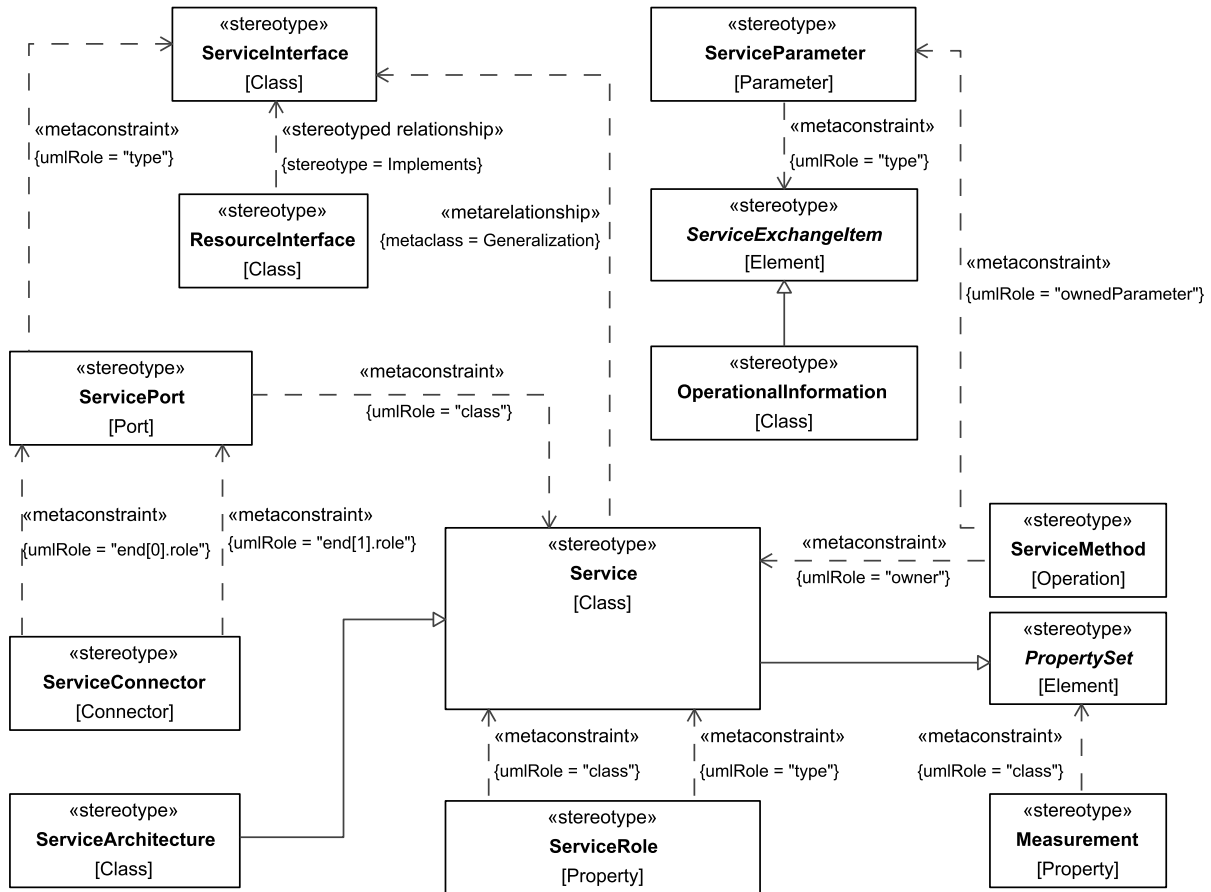 «stereotype»
ServiceInterface
[Class]
«stereotype»
ServiceParameter
[Parameter]
«metaconstraint»
{umlRole = "type"}
«stereotyped relationship»
{stereotype = Implements}
«metaconstraint»
{umlRole = "type"}
«stereotype»
ResourceInterface
[Class]
«metarelationship»
{metaclass = Generalization}
«stereotype»
ServiceExchangeItem
[Element]
«metaconstraint»
{umlRole = "ownedParameter"}
«stereotype»
ServicePort
[Port]
«metaconstraint»
{umlRole = "class"}
«stereotype»
OperationalInformation
[Class]
«metaconstraint»
{umlRole = "end[0].role"}
«metaconstraint»
{umlRole = "end[1].role"}
«stereotype»
Service
[Class]
«metaconstraint»
{umlRole = "owner"}
«stereotype»
ServiceMethod
[Operation]
«stereotype»
ServiceConnector
[Connector]
«stereotype»
PropertySet
[Element]
«metaconstraint»
{umlRole = "class"}
«metaconstraint»
{umlRole = "type"}
«metaconstraint»
{umlRole = "class"}
«stereotype»
ServiceArchitecture
[Class]
«stereotype»
ServiceRole
[Property]
«stereotype»
Measurement
[Property]